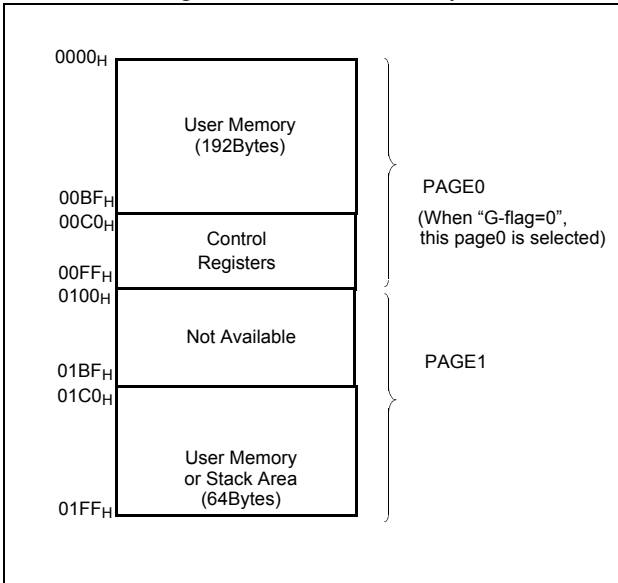 0000H
User Memory
(192Bytes)
00BFH
00C0H
Control
Registers
00FFH
PAGE0
(When “G-flag=0”,
this page0 is selected)
0100H
Not Available
01BFH
01C0H
User Memory
or Stack Area
(64Bytes)
01FFH
PAGE1